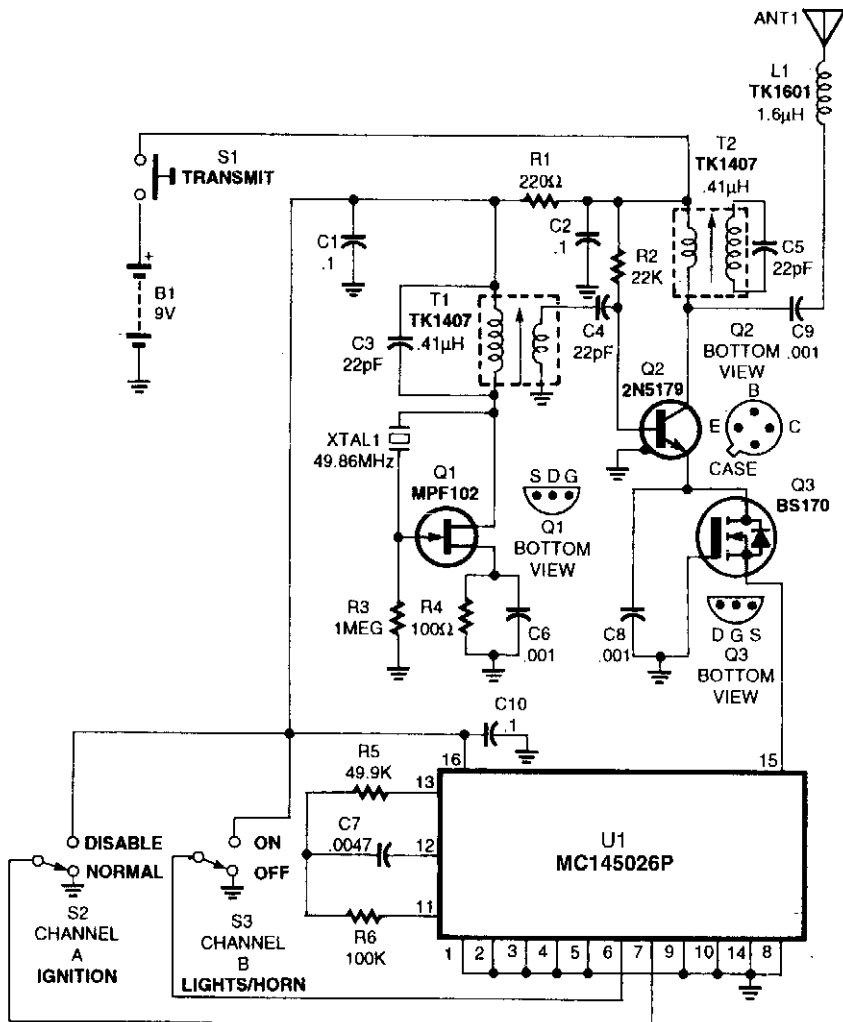 ANT1
L1
TK1601
1.6µH
S1
TRANSMIT
R1
220Ω
T2
TK1407
.41µH
C1
.1
C2
.1
R2
22K
C5
22pF
+
B1
9V
T1
TK1407
.41µH
C3
22pF
C4
22pF
C9
.001
Q2
BOTTOM
VIEW
Q2
2N5179
B
E
C
CASE
XTAL1
49.86MHz
Q1
MPF102
S D G
Q1
BOTTOM
VIEW
Q3
BS170
R3
1MEG
R4
100Ω
C6
.001
C8
.001
D G S
Q3
BOTTOM
VIEW
C10
.1
16
15
R5
49.9K
13
C7
.0047
12
U1
MC145026P
R6
100K
11
1 2 3 4 5 6 7 9 10 14 8
DISABLE
NORMAL
S2
CHANNEL
A
IGNITION
ON
OFF
S3
CHANNEL
B
LIGHTS/HORN